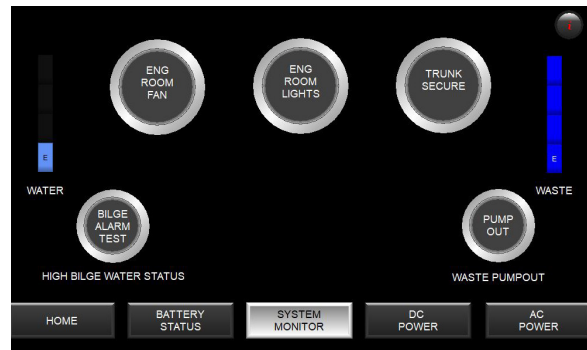 i
ENG
ROOM
FAN
ENG
ROOM
LIGHTS
TRUNK
SECURE
E
E
WATER
WASTE
BILGE
ALARM
TEST
PUMP
OUT
HIGH BILGE WATER STATUS
WASTE PUMPOUT
HOME
BATTERY
STATUS
SYSTEM
MONITOR
DC
POWER
AC
POWER